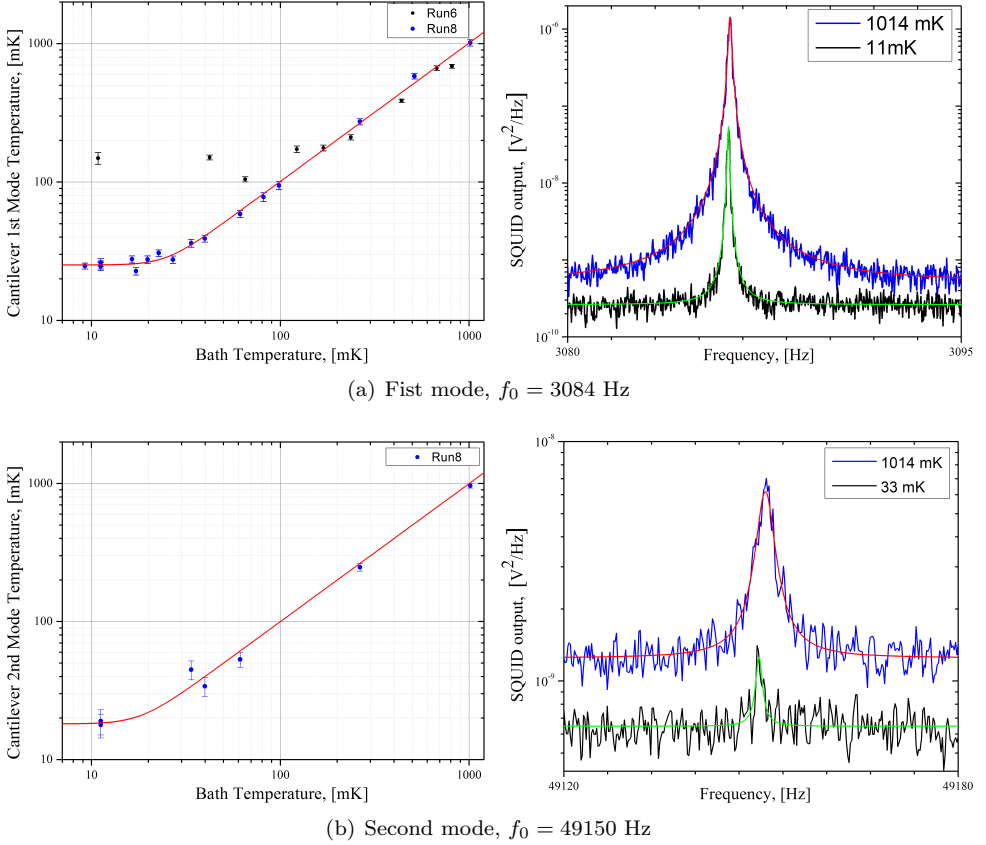 Cantilever 1st Mode Temperature, [mK]
1000
100
10
10
100
1000
Bath Temperature, [mK]
Run6
Run8
SQUID output, [V²/Hz]
10⁻⁶
10⁻⁸
10⁻¹⁰
3080
3095
Frequency, [Hz]
1014 mK
11mK
(a) Fist mode, f₀ = 3084 Hz
Cantilever 2nd Mode Temperature, [mK]
1000
100
10
10
100
1000
Bath Temperature, [mK]
Run8
SQUID output, [V²/Hz]
10⁻⁸
10⁻⁹
49120
49180
Frequency, [Hz]
1014 mK
33 mK
(b) Second mode, f₀ = 49150 Hz